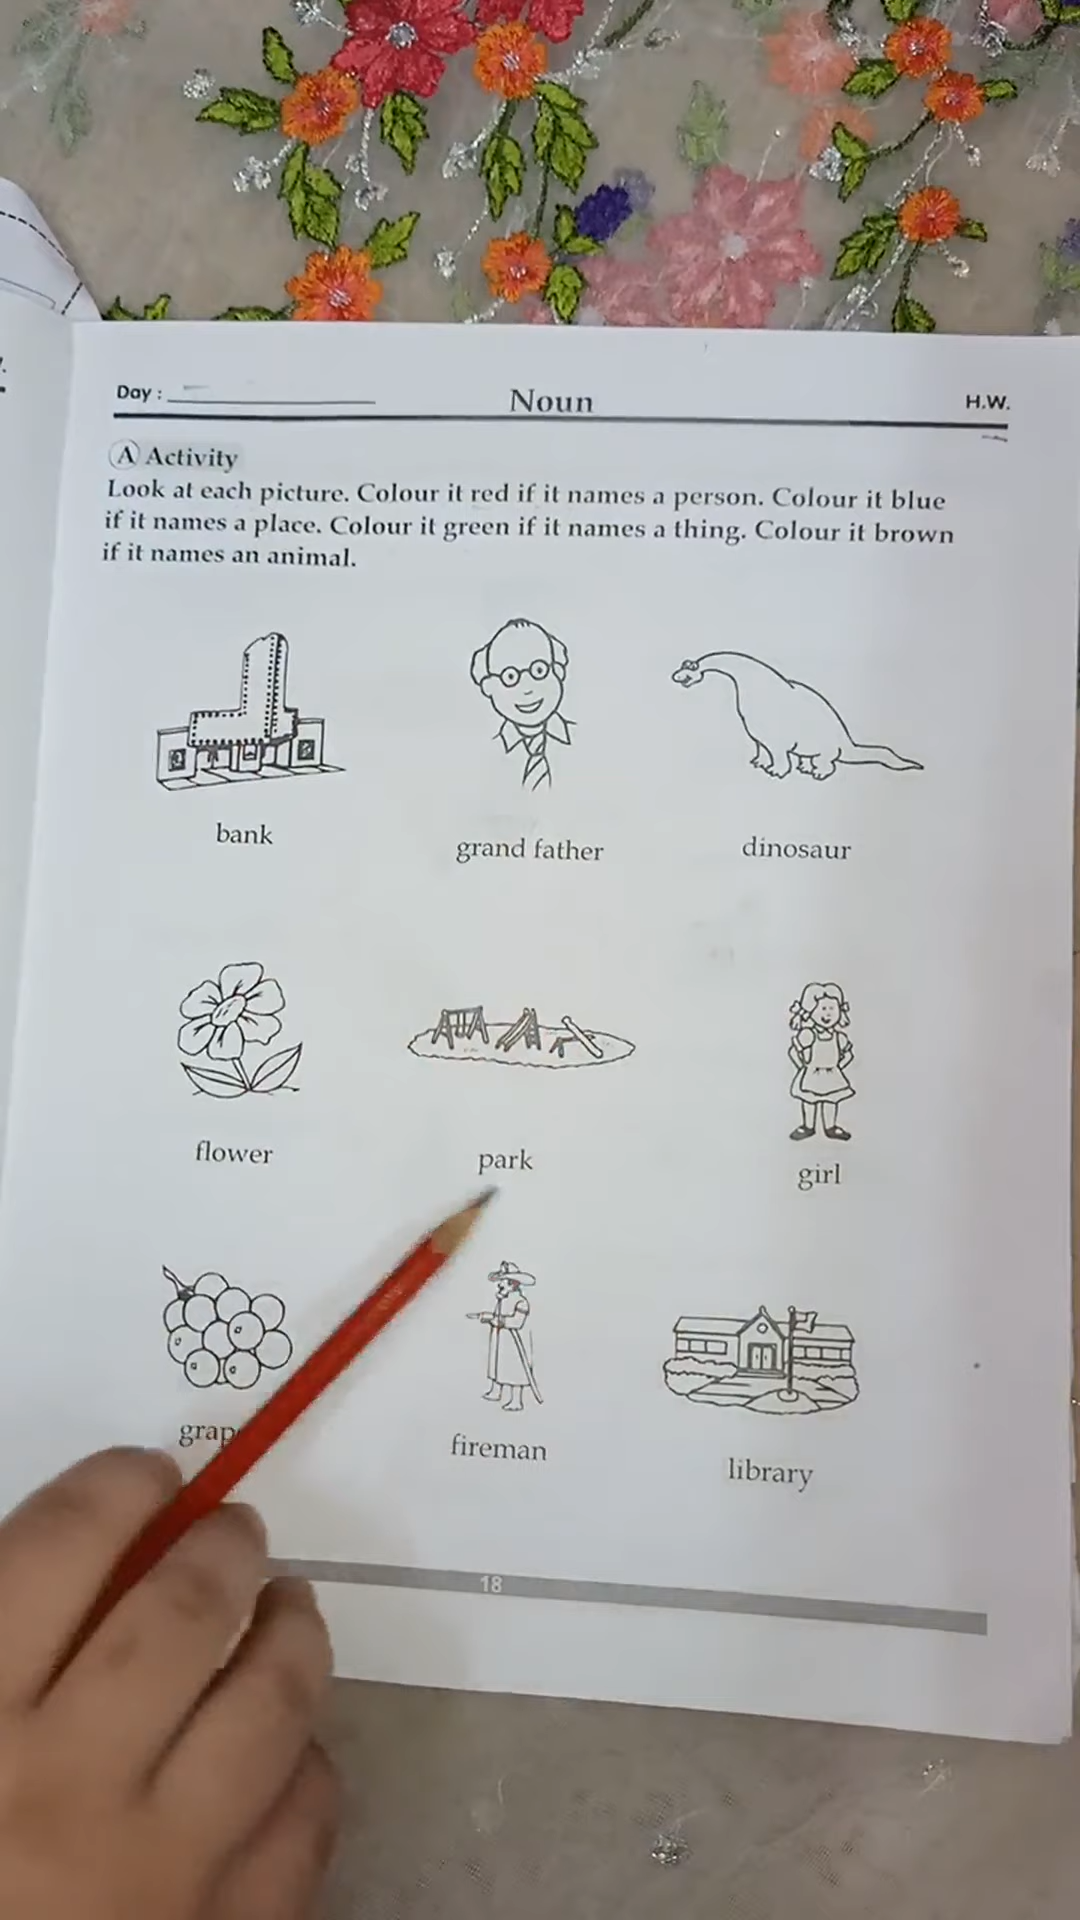 Day :
Noun
H.W.
A Activity
Look at each picture. Colour it red if it names a person. Colour it blue
if it names a place. Colour it green if it names a thing. Colour it brown
if it names an animal.
bank
grand father
dinosaur
flower
park
girl
fireman
library
18